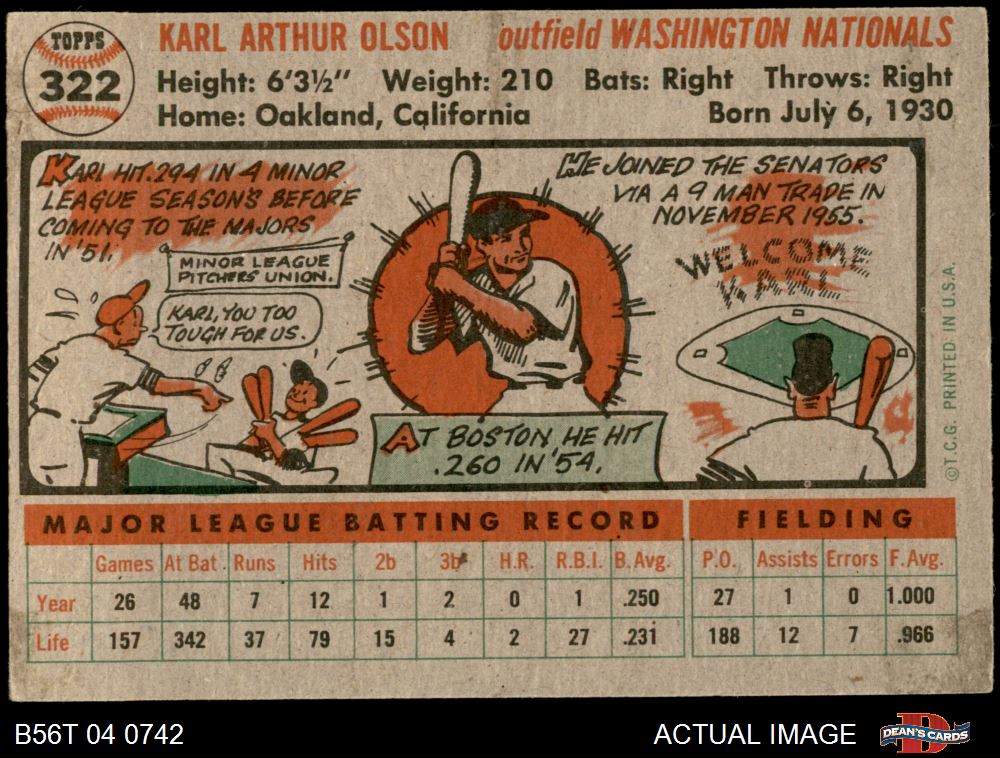 TOPPS
322
KARL ARTHUR OLSON outfield WASHINGTON NATIONALS
Height: 6'3½" Weight: 210 Bats: Right Throws: Right
Home: Oakland, California Born July 6, 1930
KARL HIT .294 IN 4 MINOR
LEAGUE SEASONS BEFORE
COMING TO THE MAJORS
IN '51.
MINOR LEAGUE
PITCHERS UNION.
KARL, YOU TOO
TOUGH FOR US.
AT BOSTON, HE HIT
.260 IN '54.
HE JOINED THE SENATORS
VIA A 9 MAN TRADE IN
NOVEMBER 1955.
WELCOME
KARL
©T.C.G. PRINTED IN U.S.A.
MAJOR LEAGUE BATTING RECORD FIELDING
Games At Bat Runs Hits 2b 3b H.R. R.B.I. B.Avg. P.O. Assists Errors F.Avg.
Year 26 48 7 12 1 2 0 1 .250 27 1 0 1.000
Life 157 342 37 79 15 4 2 27 .231 188 12 7 .966
B56T 04 0742 ACTUAL IMAGE DEAN'S CARDS